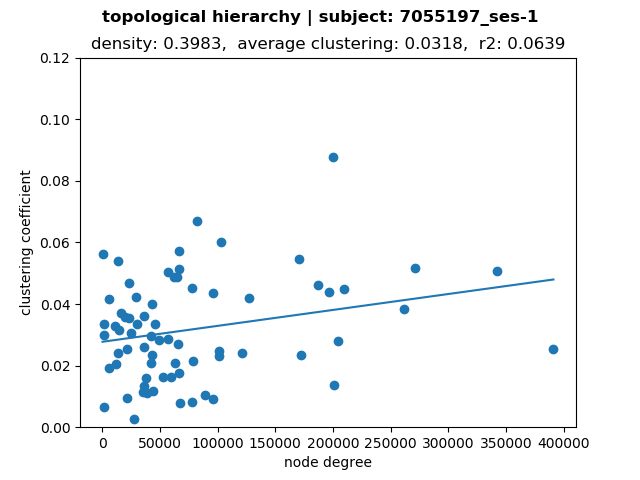 topological hierarchy | subject: 7055197_ses-1
density: 0.3983,  average clustering: 0.0318,  r2: 0.0639
0.12
0.10
0.08
0.06
0.04
0.02
0.00
clustering coefficient
0 50000 100000 150000 200000 250000 300000 350000 400000
node degree